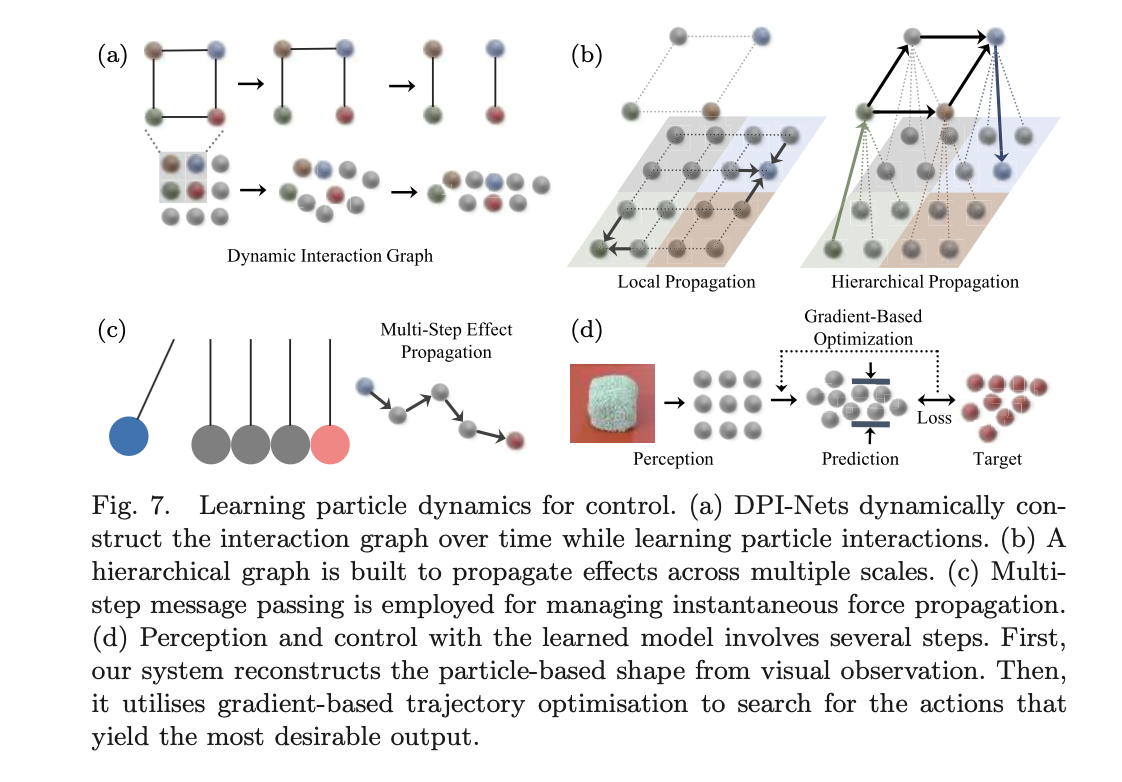 (a)
Dynamic Interaction Graph
(b)
Local Propagation
Hierarchical Propagation
(c)
Multi-Step Effect
Propagation
(d)
Gradient-Based
Optimization
Loss
Perception
Prediction
Target
Fig. 7. Learning particle dynamics for control. (a) DPI-Nets dynamically con-
struct the interaction graph over time while learning particle interactions. (b) A
hierarchical graph is built to propagate effects across multiple scales. (c) Multi-
step message passing is employed for managing instantaneous force propagation.
(d) Perception and control with the learned model involves several steps. First,
our system reconstructs the particle-based shape from visual observation. Then,
it utilises gradient-based trajectory optimisation to search for the actions that
yield the most desirable output.